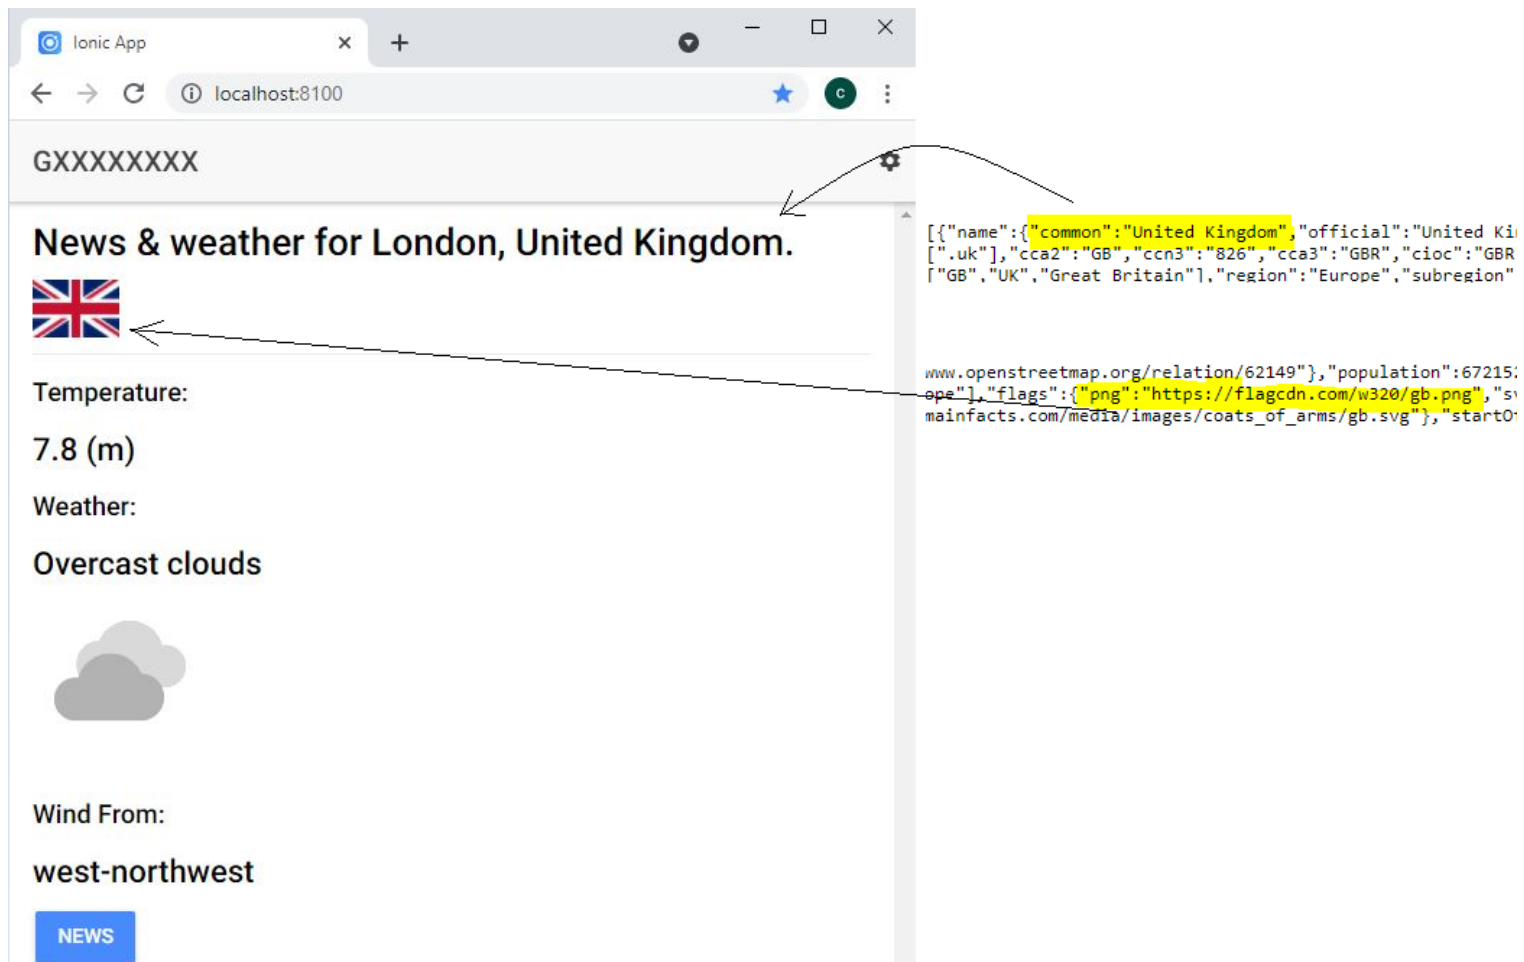 Ionic App
localhost:8100
C
GXXXXXXXX
News & weather for London, United Kingdom.
Temperature:
7.8 (m)
Weather:
Overcast clouds
Wind From:
west-northwest
NEWS
[{"name":{"common":"United Kingdom","official":"United Ki
[".uk"],"cca2":"GB","ccn3":"826","cca3":"GBR","cioc":"GBR
["GB","UK","Great Britain"],"region":"Europe","subregion"
www.openstreetmap.org/relation/62149"},"population":67215
ope"],"flags":{"png":"https://flagcdn.com/w320/gb.png","s
mainfacts.com/media/images/coats_of_arms/gb.svg"},"startO